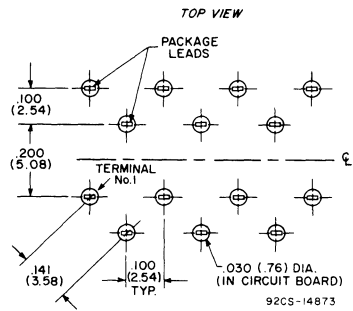 TOP VIEW
PACKAGE
LEADS
.100
(2.54)
.200
(5.08)
℄
TERMINAL
No.1
.141
(3.58)
.100
(2.54)
TYP.
.030 (.76) DIA.
(IN CIRCUIT BOARD)
92CS-14873